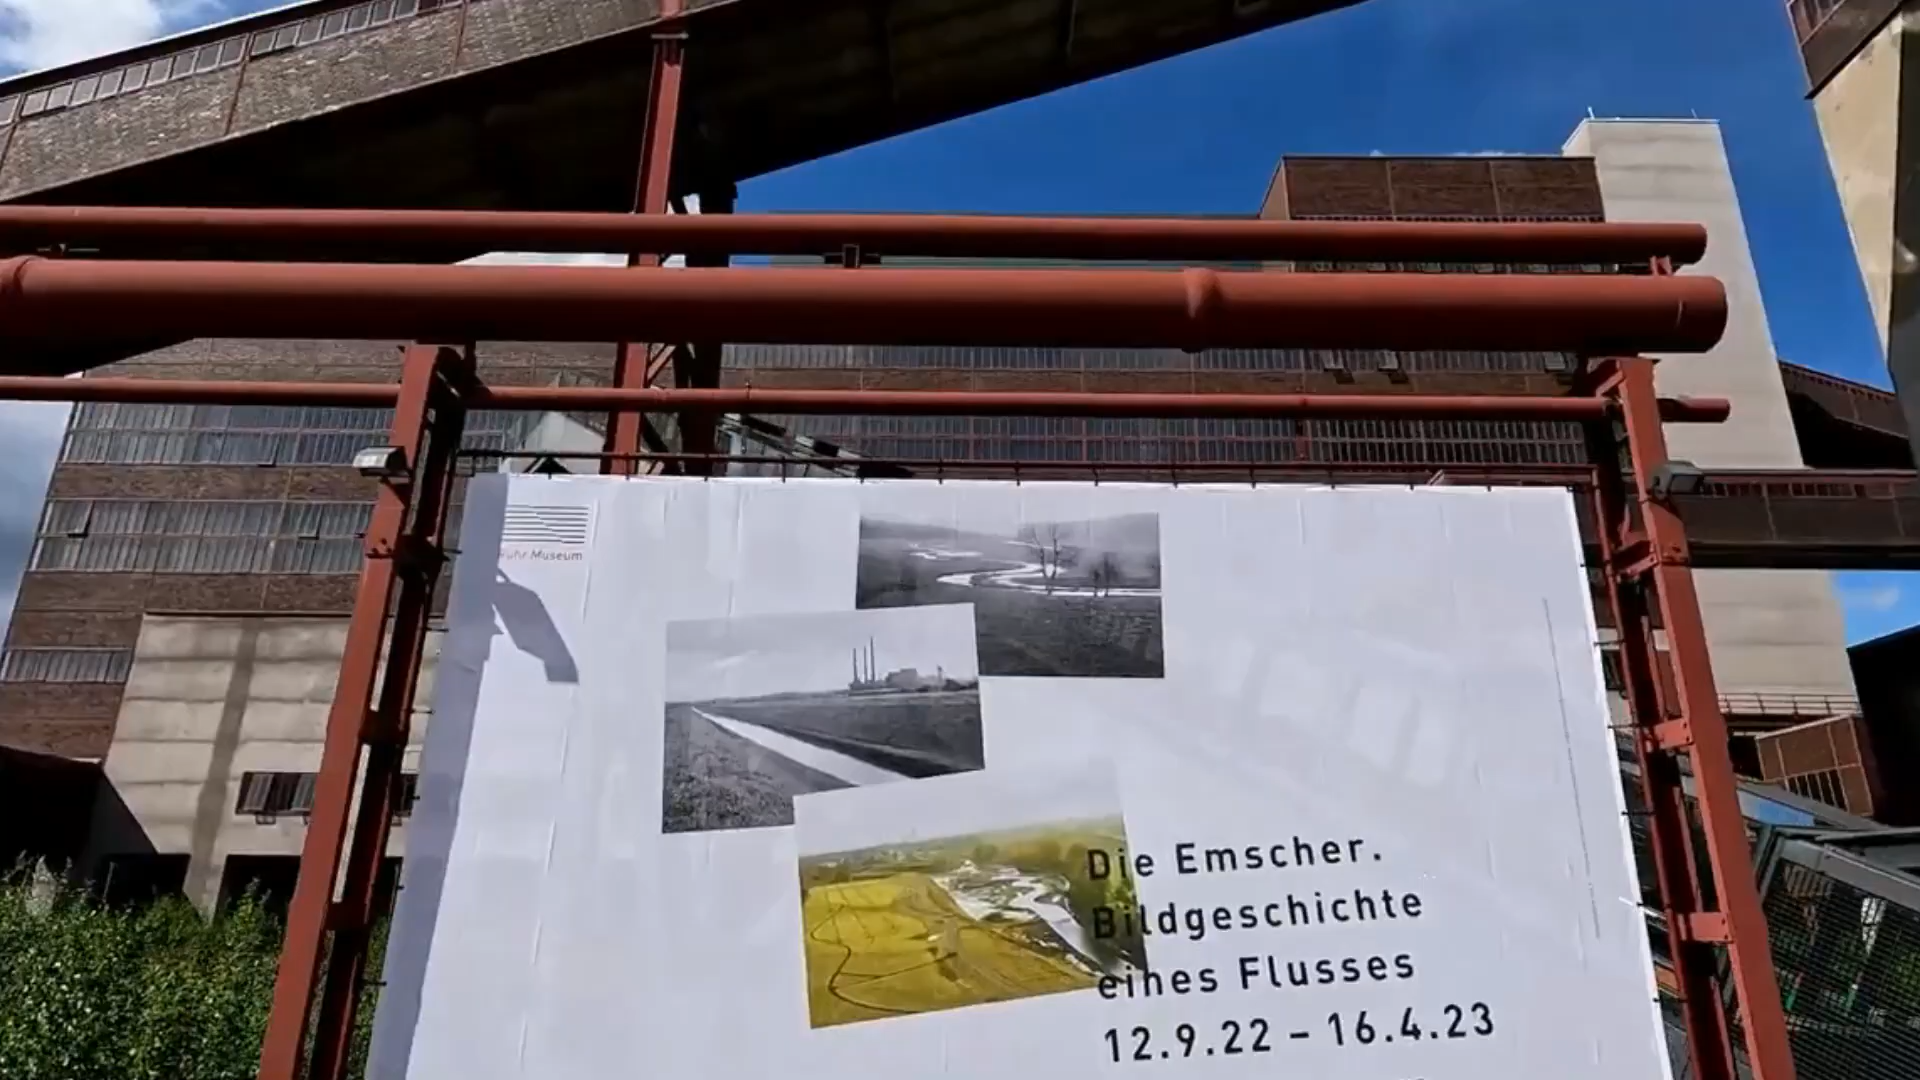 Ruhr Museum
Die Emscher.
Bildgeschichte
eines Flusses
12.9.22 – 16.4.23